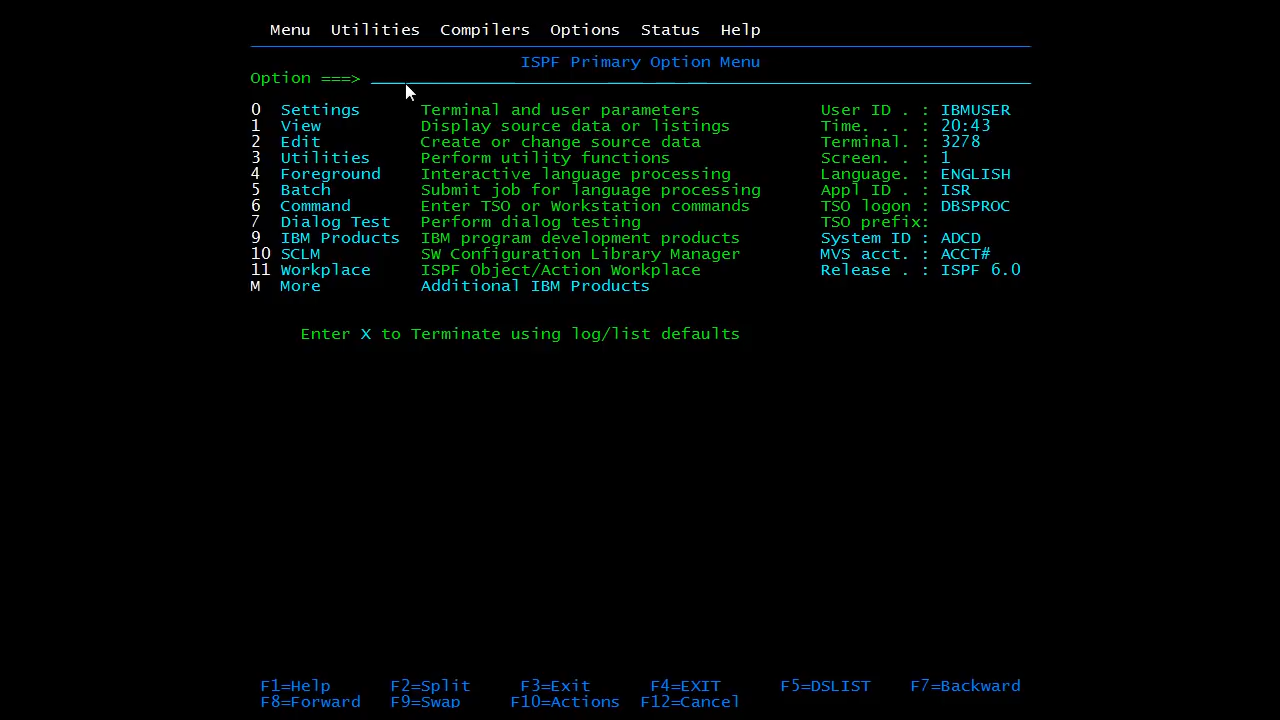 Menu Utilities Compilers Options Status Help
ISPF Primary Option Menu
Option ===>
0 Settings Terminal and user parameters User ID . : IBMUSER
1 View Display source data or listings Time. . . : 20:43
2 Edit Create or change source data Terminal. : 3278
3 Utilities Perform utility functions Screen. . : 1
4 Foreground Interactive language processing Language. : ENGLISH
5 Batch Submit job for language processing Appl ID . : ISR
6 Command Enter TSO or Workstation commands TSO logon : DBSPROC
7 Dialog Test Perform dialog testing TSO prefix:
9 IBM Products IBM program development products System ID : ADCD
10 SCLM SW Configuration Library Manager MVS acct. : ACCT#
11 Workplace ISPF Object/Action Workplace Release . : ISPF 6.0
M More Additional IBM Products
Enter X to Terminate using log/list defaults
F1=Help F2=Split F3=Exit F4=EXIT F5=DSLIST F7=Backward
F8=Forward F9=Swap F10=Actions F12=Cancel